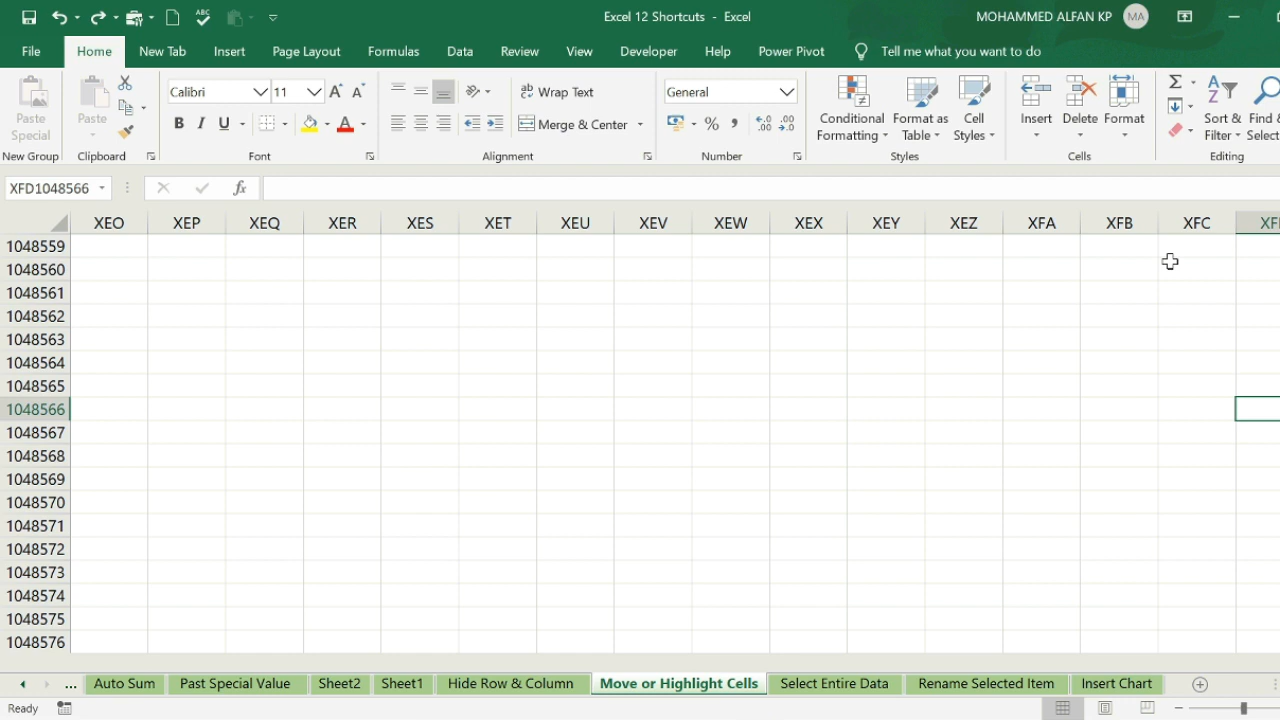 Excel 12 Shortcuts - Excel
MOHAMMED ALFAN KP MA
File Home New Tab Insert Page Layout Formulas Data Review View Developer Help Power Pivot Tell me what you want to do
Paste Special
New Group
Paste
Clipboard
Calibri 11
B I U
Font
Wrap Text
Merge & Center
Alignment
General
Number
Conditional Formatting
Format as Table
Cell Styles
Styles
Insert Delete Format
Cells
Sort & Filter
Find & Selec
Editing
XFD1048566
fx
XEO XEP XEQ XER XES XET XEU XEV XEW XEX XEY XEZ XFA XFB XFC XF
1048559
1048560
1048561
1048562
1048563
1048564
1048565
1048566
1048567
1048568
1048569
1048570
1048571
1048572
1048573
1048574
1048575
1048576
... Auto Sum Past Special Value Sheet2 Sheet1 Hide Row & Column Move or Highlight Cells Select Entire Data Rename Selected Item Insert Chart
Ready